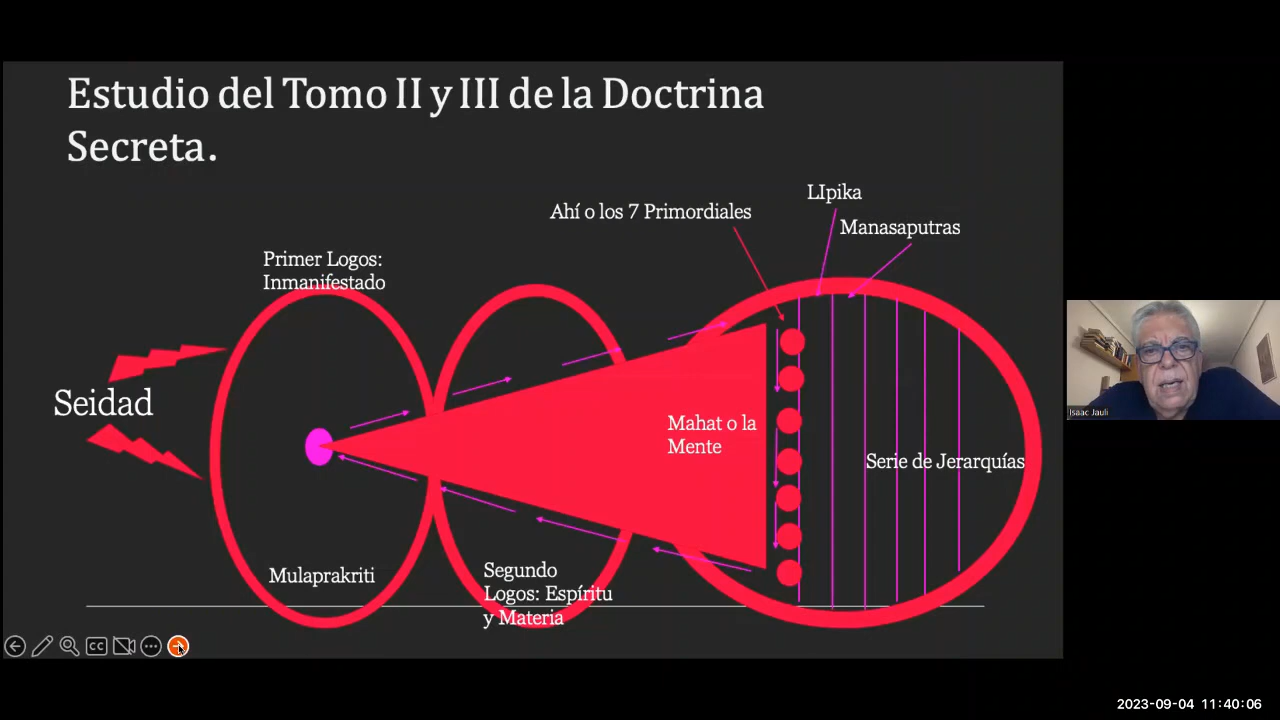 Estudio del Tomo II y III de la Doctrina
Secreta.
LIpika
Ahí o los 7 Primordiales
Manasaputras
Primer Logos:
Inmanifestado
Seidad
Mahat o la
Mente
Serie de Jerarquías
Mulaprakriti
Segundo
Logos: Espíritu
y Materia
CC
Isaac Jauli
2023-09-04 11:40:06